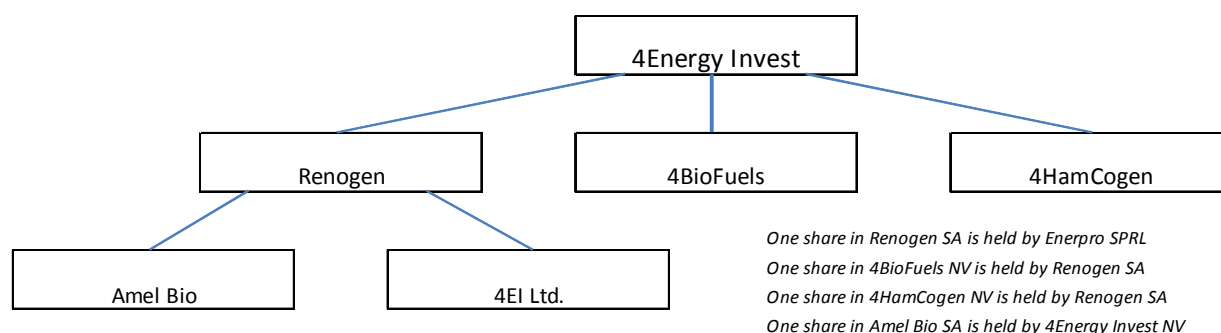 4Energy Invest
Renogen
4BioFuels
4HamCogen
Amel Bio
4EI Ltd.
One share in Renogen SA is held by Enerpro SPRL
One share in 4BioFuels NV is held by Renogen SA
One share in 4HamCogen NV is held by Renogen SA
One share in Amel Bio SA is held by 4Energy Invest NV